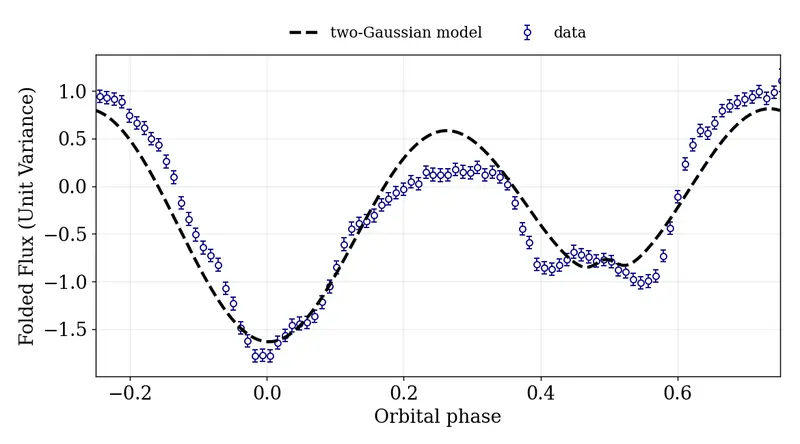 two-Gaussian model data
Folded Flux (Unit Variance)
1.0
0.5
0.0
−0.5
−1.0
−1.5
−0.2 0.0 0.2 0.4 0.6
Orbital phase